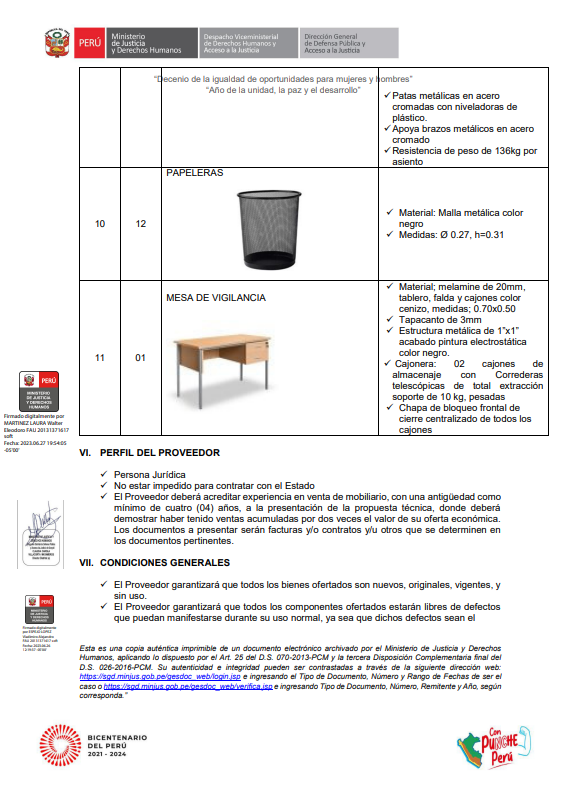 PERÚ
Ministerio
de Justicia
y Derechos Humanos
Despacho Viceministerial
de Derechos Humanos y
Acceso a la Justicia
Dirección General
de Defensa Pública y
Acceso a la Justicia
“Decenio de la igualdad de oportunidades para mujeres y hombres”
“Año de la unidad, la paz y el desarrollo”
✓Patas metálicas en acero
cromadas con niveladoras de
plástico.
✓Apoya brazos metálicos en acero
cromado
✓Resistencia de peso de 136kg por
asiento
10
12
PAPELERAS
✓ Material: Malla metálica color
negro
✓ Medidas: Ø 0.27, h=0.31
11
01
MESA DE VIGILANCIA
✓ Material; melamine de 20mm,
tablero, falda y cajones color
cenizo, medidas; 0.70x0.50
✓ Tapacanto de 3mm
✓ Estructura metálica de 1”x1”
acabado pintura electrostática
color negro.
✓ Cajonera: 02 cajones de
almacenaje con Correderas
telescópicas de total extracción
soporte de 10 kg, pesadas
✓ Chapa de bloqueo frontal de
cierre centralizado de todos los
cajones
PERÚ
MINISTERIO
DE JUSTICIA
Y DERECHOS
HUMANOS
Firmado digitalmente por
MARTINEZ LAURA Walter
Eleodoro FAU 20131371617
soft
Fecha: 2023.06.27 19:54:05
-05'00'
VI. PERFIL DEL PROVEEDOR
✓ Persona Jurídica
✓ No estar impedido para contratar con el Estado
✓ El Proveedor deberá acreditar experiencia en venta de mobiliario, con una antigüedad como
mínimo de cuatro (04) años, a la presentación de la propuesta técnica, donde deberá
demostrar haber tenido ventas acumuladas por dos veces el valor de su oferta económica.
Los documentos a presentar serán facturas y/o contratos y/u otros que se determinen en
los documentos pertinentes.
VII. CONDICIONES GENERALES
✓ El Proveedor garantizará que todos los bienes ofertados son nuevos, originales, vigentes, y
sin uso.
✓ El Proveedor garantizará que todos los componentes ofertados estarán libres de defectos
que puedan manifestarse durante su uso normal, ya sea que dichos defectos sean el
PERÚ
MINISTERIO
DE JUSTICIA
Y DERECHOS
HUMANOS
Firmado digitalmente
Esta es una copia auténtica imprimible de un documento electrónico archivado por el Ministerio de Justicia y Derechos
Humanos, aplicando lo dispuesto por el Art. 25 del D.S. 070-2013-PCM y la tercera Disposición Complementaria final del
D.S. 026-2016-PCM. Su autenticidad e integridad pueden ser contrastadas a través de la siguiente dirección web:
https://sgd.minjus.gob.pe/gesdoc_web/login.jsp e ingresando el Tipo de Documento, Número y Rango de Fechas de ser el
caso o https://sgd.minjus.gob.pe/gesdoc_web/verifica.jsp e ingresando Tipo de Documento, Número, Remitente y Año, según
corresponda.”
BICENTENARIO
DEL PERÚ
2021 - 2024
Con
PUNCHE
Perú